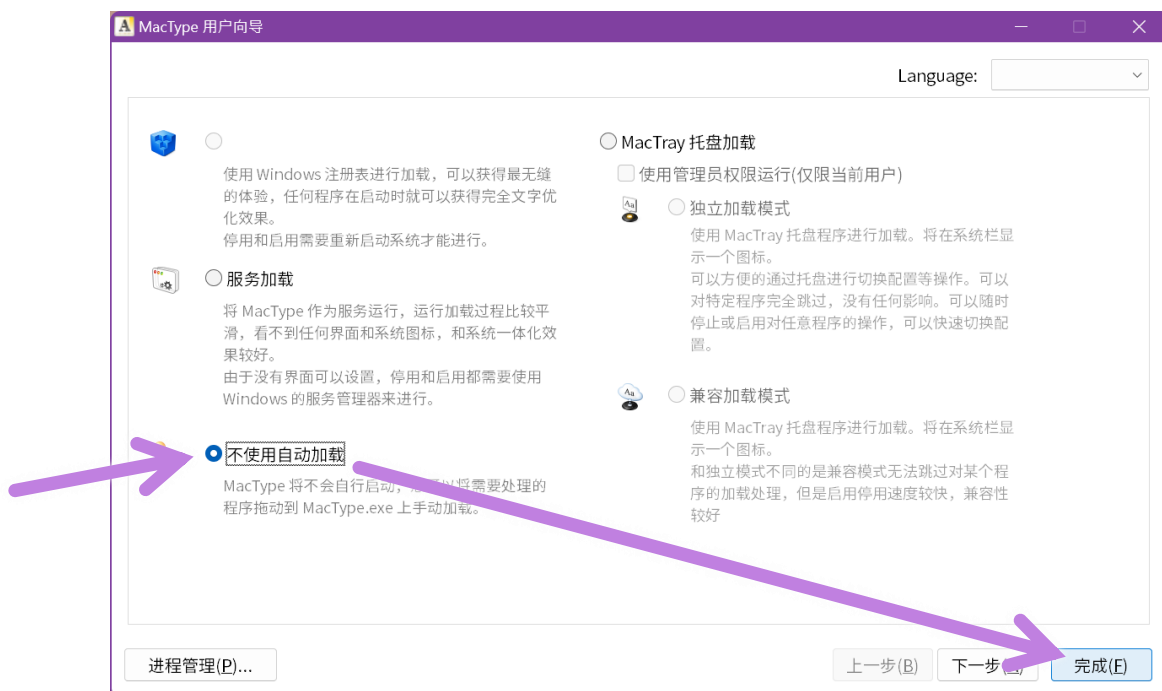 MacType 用户向导
Language:
使用 Windows 注册表进行加载，可以获得最无缝
的体验，任何程序在启动时就可以获得完全文字优
化效果。
停用和启用需要重新启动系统才能进行。
服务加载
将 MacType 作为服务运行，运行加载过程比较平
滑，看不到任何界面和系统图标，和系统一体化效
果较好。
由于没有界面可以设置，停用和启用都需要使用
Windows 的服务管理器来进行。
不使用自动加载
MacType 将不会自行启动，以将需要处理的
程序拖动到 MacType.exe 上手动加载。
MacTray 托盘加载
使用管理员权限运行(仅限当前用户)
独立加载模式
使用 MacTray 托盘程序进行加载。将在系统栏显
示一个图标。
可以方便的通过托盘进行切换配置等操作。可以
对特定程序完全跳过，没有任何影响。可以随时
停止或启用对任意程序的操作，可以快速切换配
置。
兼容加载模式
使用 MacTray 托盘程序进行加载。将在系统栏显
示一个图标。
和独立模式不同的是兼容模式无法跳过对某个程
序的加载处理，但是启用停用速度较快，兼容性
较好
进程管理(P)...
上一步(B)
下一步
完成(F)